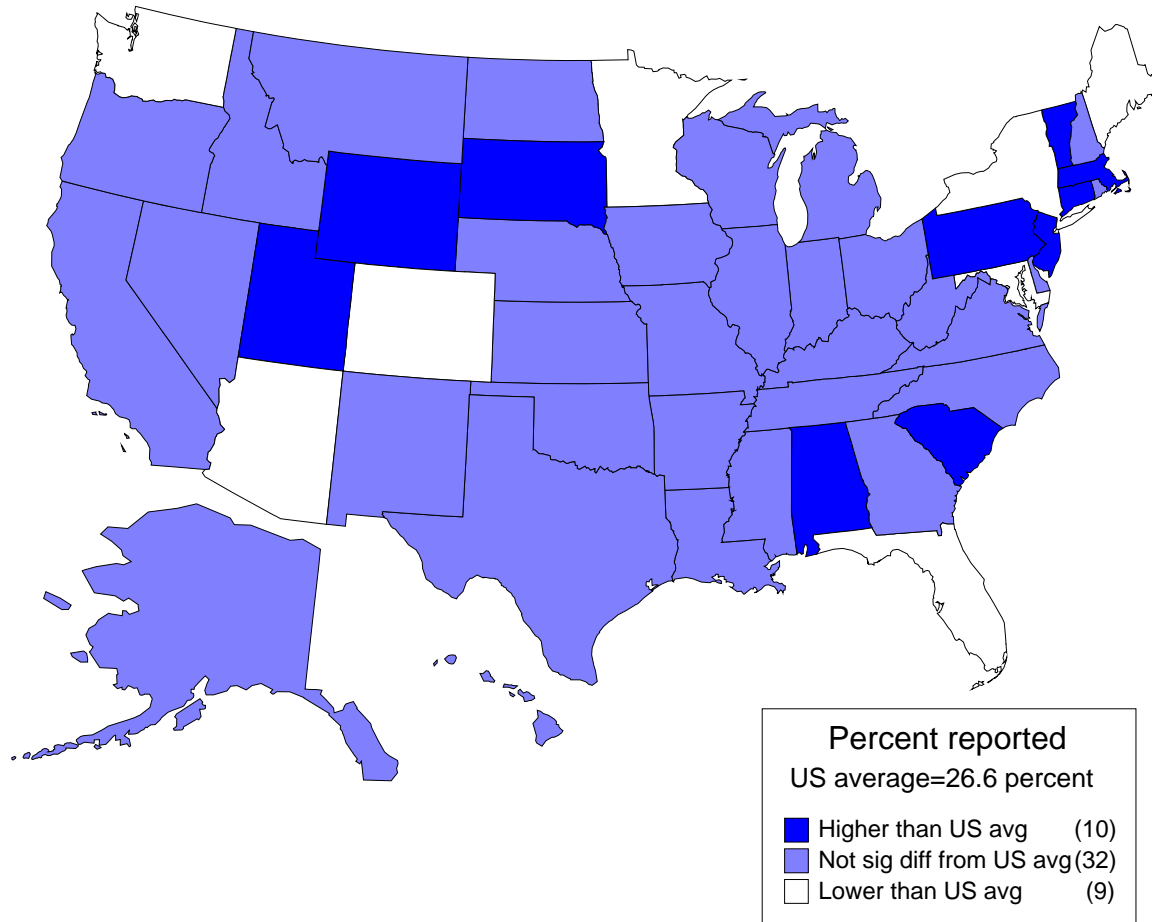 Percent reported
US average=26.6 percent
Higher than US avg (10)
Not sig diff from US avg (32)
Lower than US avg (9)